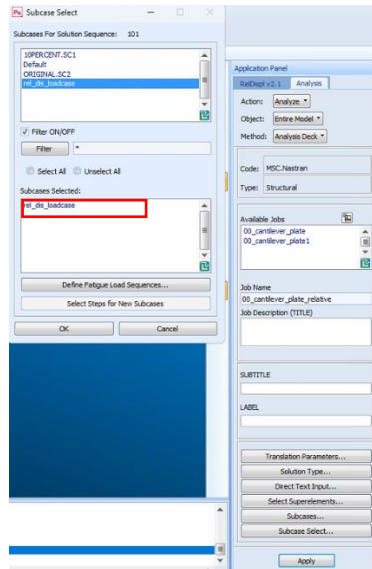 Subcase Select
Subcases For Solution Sequence: 101
10PERCENT.SC1
Default
ORIGINAL.SC2
rel_dis_loadcase
Filter ON/OFF
Filter *
Select All Unselect All
Subcases Selected:
rel_dis_loadcase
Define Fatigue Load Sequences...
Select Steps for New Subcases
OK Cancel
Application Panel
RelDispl v2.1 Analysis
Action: Analyze
Object: Entire Model
Method: Analysis Deck
Code: MSC.Nastran
Type: Structural
Available Jobs
00_cantilever_plate
00_cantilever_plate1
Job Name
00_cantilever_plate_relative
Job Description (TITLE)
SUBTITLE
LABEL
Translation Parameters...
Solution Type...
Direct Text Input...
Select Superelements...
Subcases...
Subcase Select...
Apply